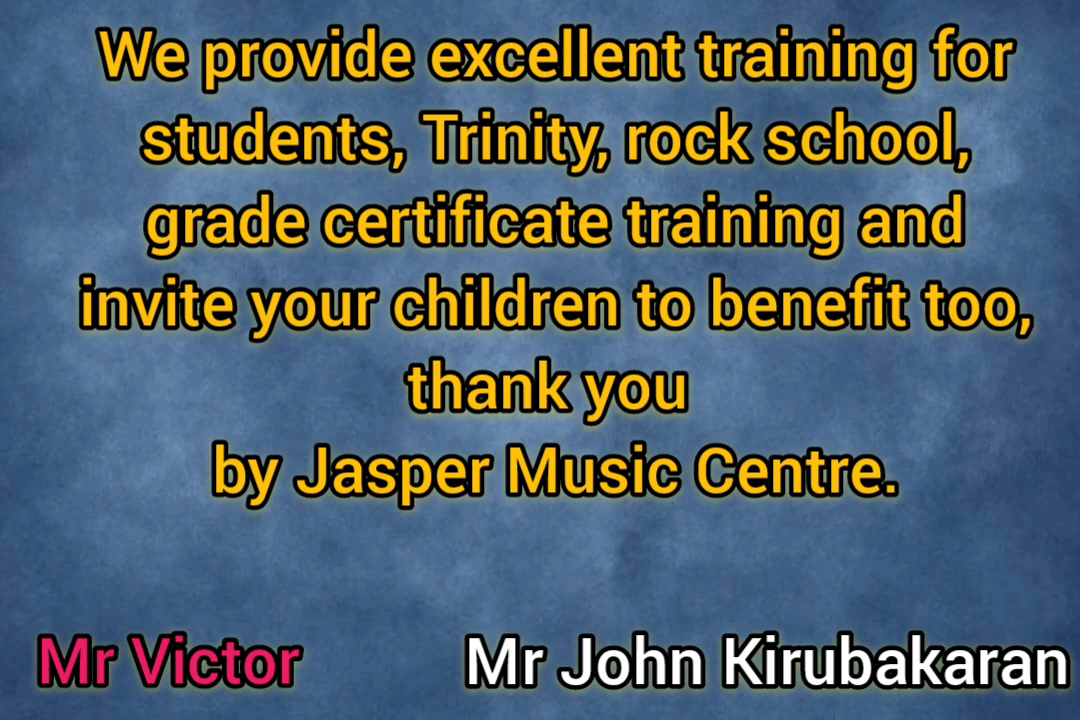 We provide excellent training for
students, Trinity, rock school,
grade certificate training and
invite your children to benefit too,
thank you
by Jasper Music Centre.
Mr Victor
Mr John Kirubakaran